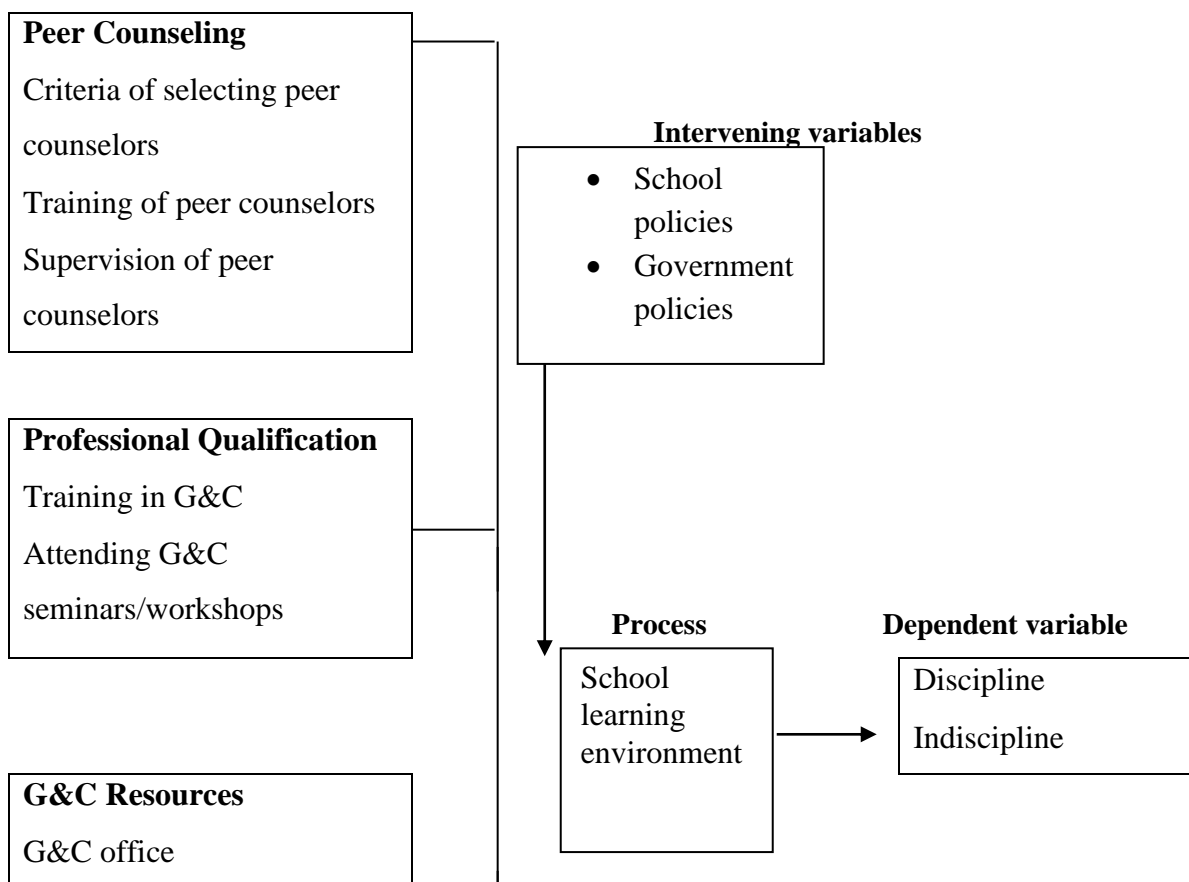 Peer Counseling
Criteria of selecting peer
counselors
Training of peer counselors
Supervision of peer
counselors
Intervening variables
• School
policies
• Government
policies
Professional Qualification
Training in G&C
Attending G&C
seminars/workshops
Process
School
learning
environment
Dependent variable
Discipline
Indiscipline
G&C Resources
G&C office